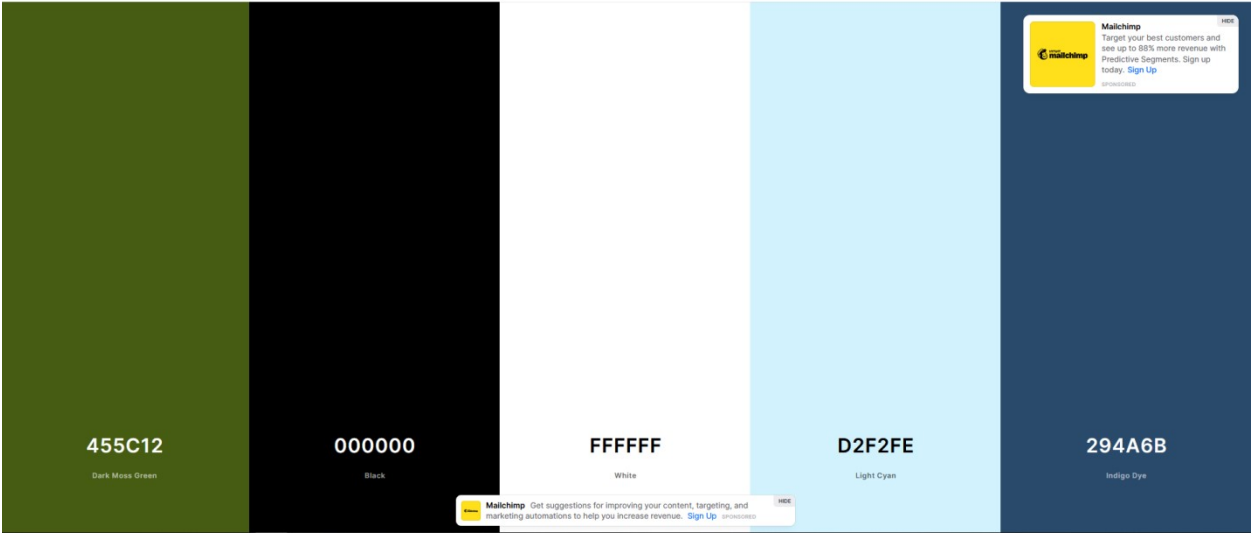 HIDE
Mailchimp
Target your best customers and
see up to 88% more revenue with
Predictive Segments. Sign up
today. Sign Up
SPONSORED
mailchimp
455C12
Dark Moss Green
000000
Black
FFFFFF
White
D2F2FE
Light Cyan
294A6B
Indigo Dye
HIDE
Mailchimp Get suggestions for improving your content, targeting, and
marketing automations to help you increase revenue. Sign Up SPONSORED